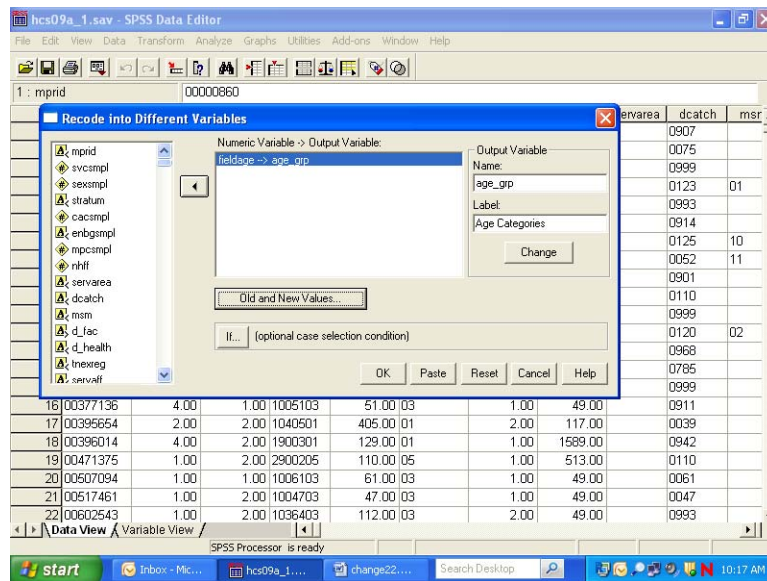 hcs09a_1.sav - SPSS Data Editor
File Edit View Data Transform Analyze Graphs Utilities Add-ons Window Help
1 : mprid 00000860
ervarea dcatch msr
Recode into Different Variables
mprid
svcsmpl
sexsmpl
stratum
cacsmpl
enbgsmpl
mpcsmpl
nhff
servarea
dcatch
msm
d_fac
d_health
tnexreg
servaff
Numeric Variable -> Output Variable:
fieldage --> age_grp
Output Variable
Name:
age_grp
Label:
Age Categories
Change
Old and New Values...
If... (optional case selection condition)
OK Paste Reset Cancel Help
0907
0075
0999
0123 01
0993
0914
0125 10
0052 11
0901
0110
0999
0120 02
0968
0785
0999
16 00377136 4.00 1.00 1005103 51.00 03 1.00 49.00 0911
17 00395654 2.00 2.00 1040501 405.00 01 2.00 117.00 0039
18 00396014 4.00 2.00 1900301 129.00 01 1.00 1589.00 0942
19 00471375 1.00 2.00 2900205 110.00 05 1.00 513.00 0110
20 00507094 1.00 1.00 1006103 61.00 03 1.00 49.00 0061
21 00517461 1.00 2.00 1004703 47.00 03 1.00 49.00 0047
22 00602543 1.00 2.00 1036403 112.00 03 2.00 49.00 0993
Data View Variable View
SPSS Processor is ready
start Inbox - Mic... hcs09a_1.... change22.... Search Desktop 10:17 AM